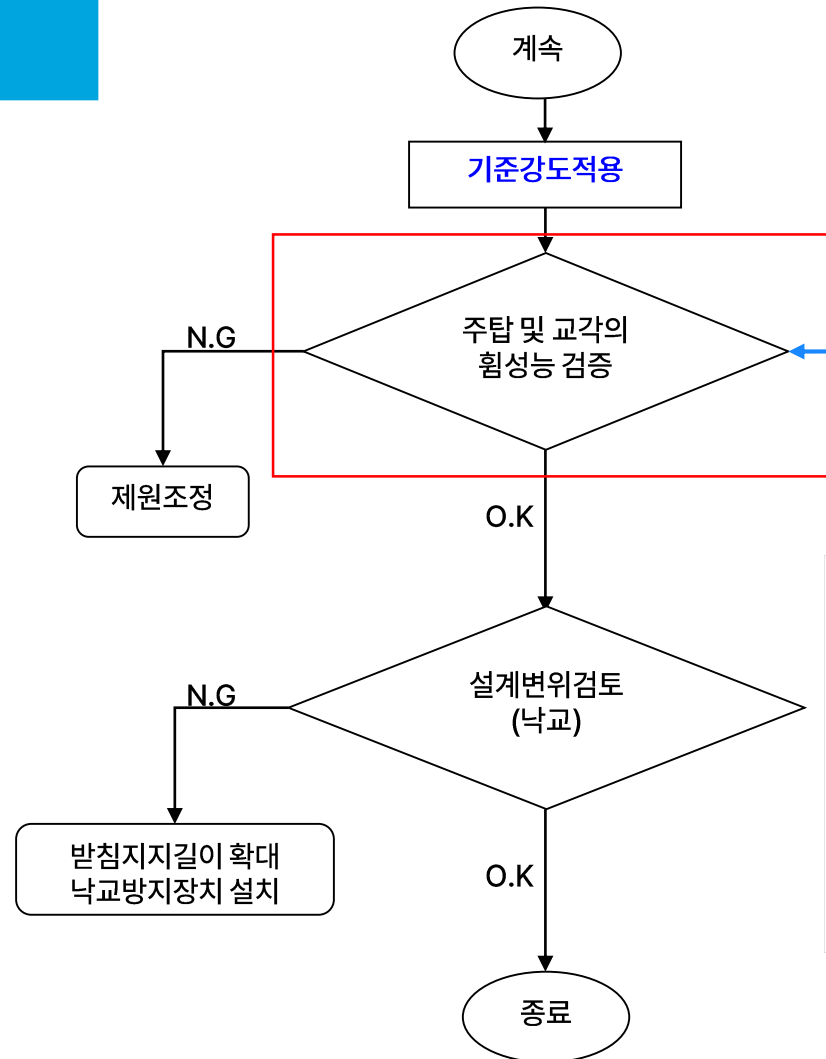 계속
기준강도적용
주탑 및 교각의
휨성능 검증
N.G
제원조정
O.K
설계변위검토
(낙교)
N.G
받침지지길이 확대
낙교방지장치 설치
O.K
종료